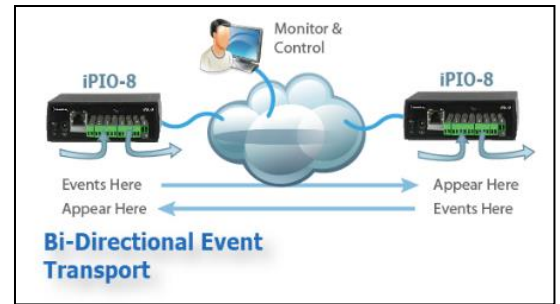 Monitor &
Control
iPIO-8
iPIO-8
Events Here
Appear Here
Appear Here
Events Here
Bi-Directional Event
Transport